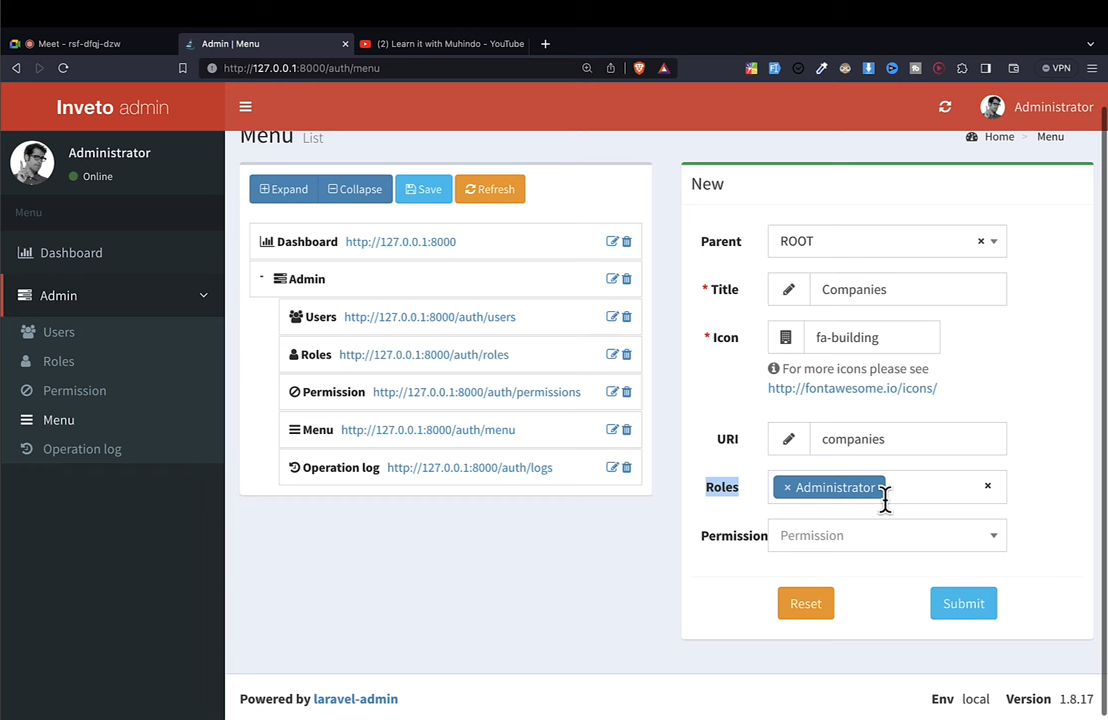 Meet - rsf-dfqj-dzw
Admin | Menu
(2) Learn it with Muhindo - YouTube
http://127.0.0.1:8000/auth/menu
VPN
Inveto admin
Administrator
Administrator
Online
Menu
Dashboard
Admin
Users
Roles
Permission
Menu
Operation log
Menu List
Home > Menu
Expand
Collapse
Save
Refresh
Dashboard http://127.0.0.1:8000
Admin
Users http://127.0.0.1:8000/auth/users
Roles http://127.0.0.1:8000/auth/roles
Permission http://127.0.0.1:8000/auth/permissions
Menu http://127.0.0.1:8000/auth/menu
Operation log http://127.0.0.1:8000/auth/logs
New
Parent ROOT
* Title Companies
* Icon fa-building
For more icons please see
http://fontawesome.io/icons/
URI companies
Roles × Administrator
Permission Permission
Reset
Submit
Powered by laravel-admin
Env local Version 1.8.17